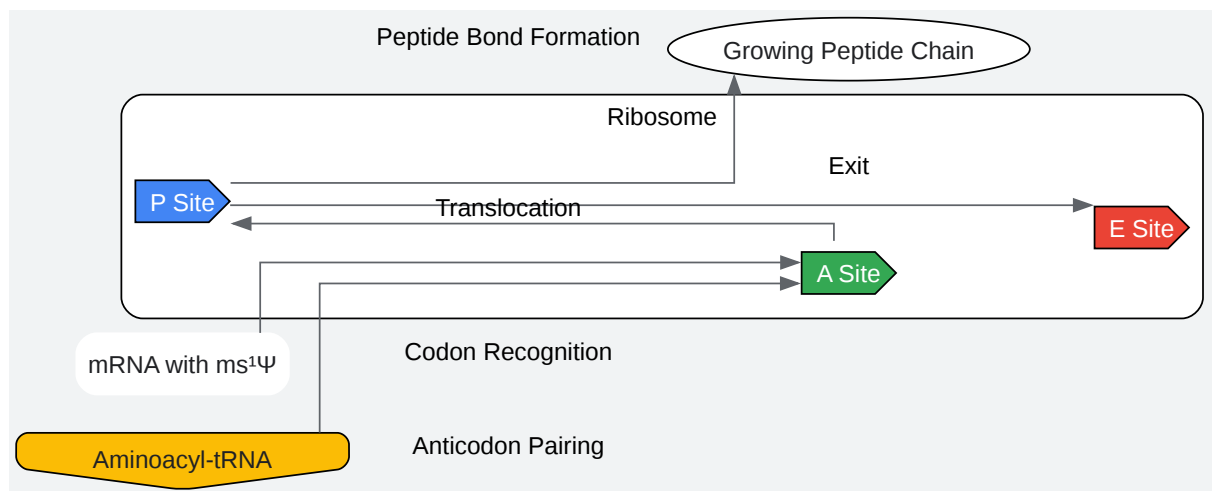 Peptide Bond Formation
Growing Peptide Chain
Ribosome
Exit
P Site
Translocation
E Site
A Site
mRNA with ms¹Ψ
Codon Recognition
Anticodon Pairing
Aminoacyl-tRNA